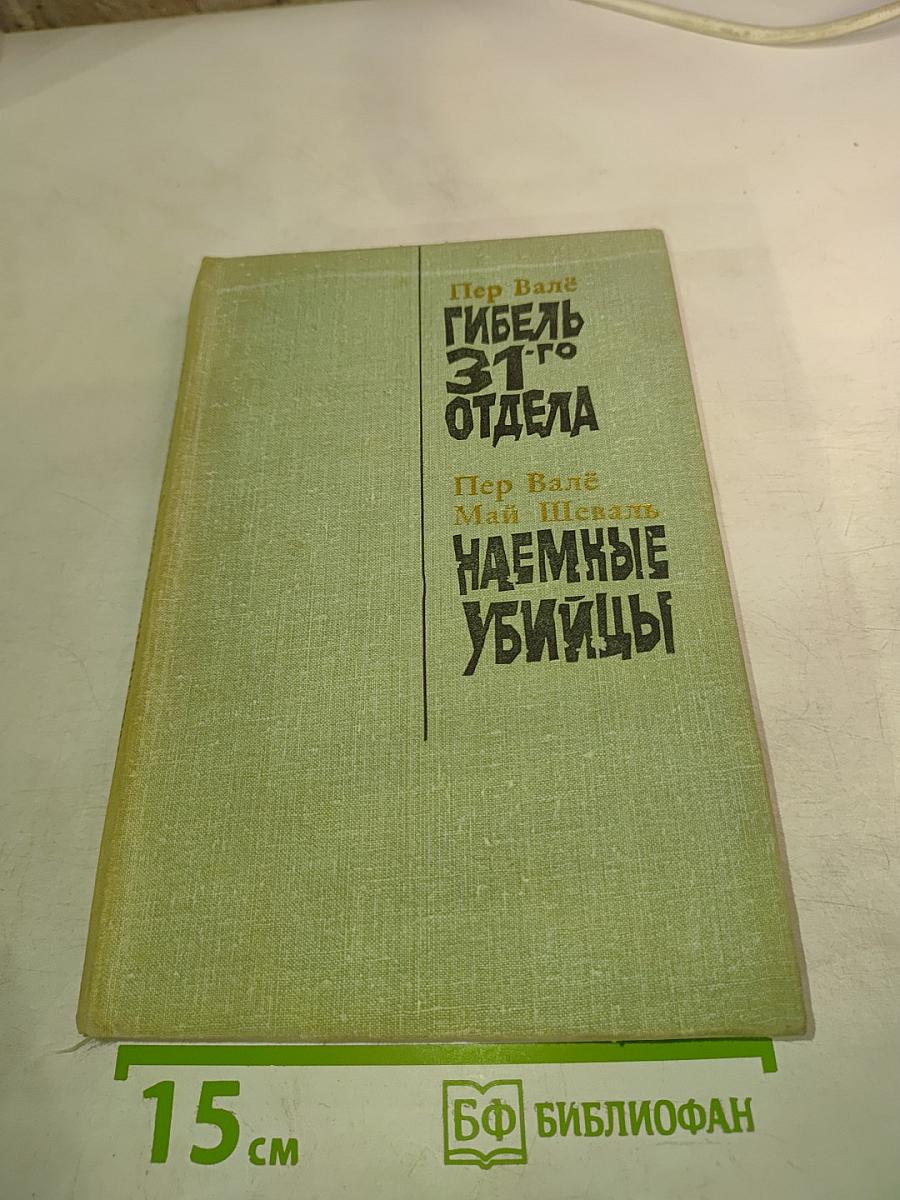 Пер Валё
ГИБЕЛЬ
31-го
ОТДЕЛА
Пер Валё
Май Шеваль
НАЕМНЫЕ
УБИЙЦЫ
15 см
БФ БИБЛИОФАН